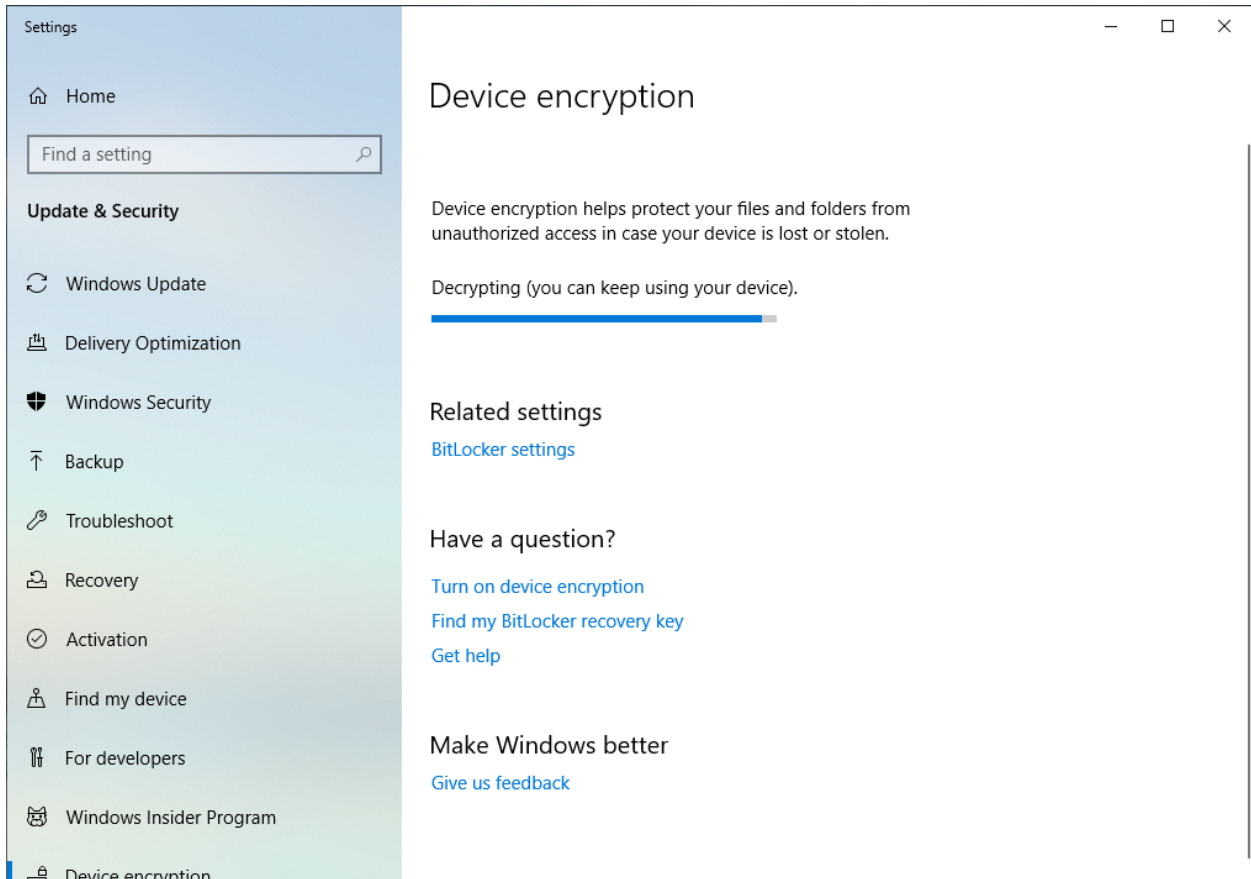 Settings
Home
Find a setting
Update & Security
Windows Update
Delivery Optimization
Windows Security
Backup
Troubleshoot
Recovery
Activation
Find my device
For developers
Windows Insider Program
Device encryption
Device encryption
Device encryption helps protect your files and folders from
unauthorized access in case your device is lost or stolen.
Decrypting (you can keep using your device).
Related settings
BitLocker settings
Have a question?
Turn on device encryption
Find my BitLocker recovery key
Get help
Make Windows better
Give us feedback